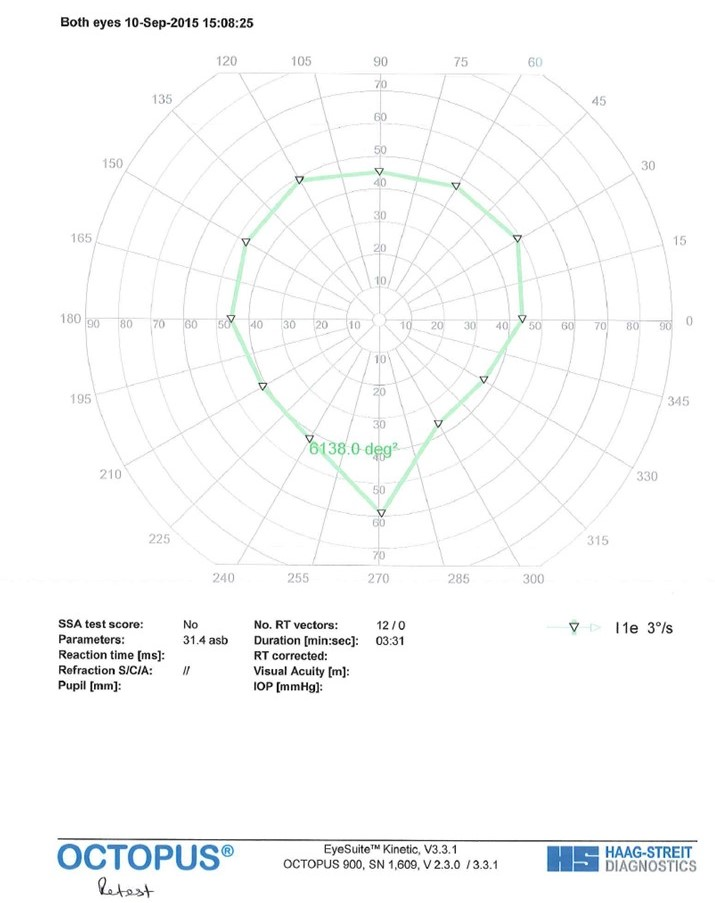 Both eyes 10-Sep-2015 15:08:25
120 105 90 75 60
135 45
150 30
165 15
180 0
195 345
210 330
225 315
240 255 270 285 300
70
60
50
40
30
20
10
90 80 70 60 50 40 30 20 10 10 20 30 40 50 60 70 80 90
10
20
30
6138.0 deg²
40
50
60
70
I1e 3°/s
SSA test score: No No. RT vectors: 12 / 0
Parameters: 31.4 asb Duration [min:sec]: 03:31
Reaction time [ms]: RT corrected:
Refraction S/C/A: // Visual Acuity [m]:
Pupil [mm]: IOP [mmHg]:
OCTOPUS®
EyeSuite™ Kinetic, V3.3.1
OCTOPUS 900, SN 1,609, V 2.3.0 / 3.3.1
HS HAAG-STREIT
DIAGNOSTICS
Retest